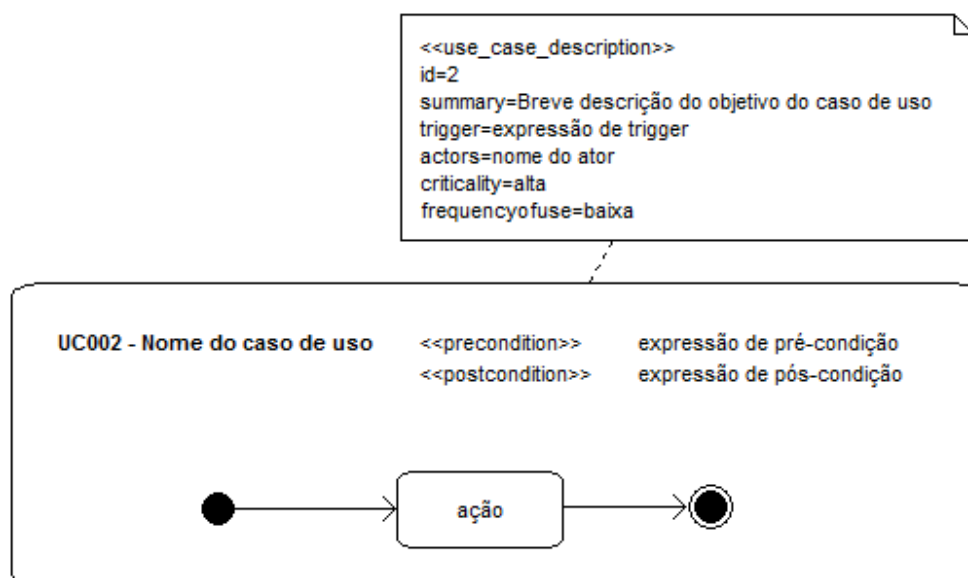 <<use_case_description>>
id=2
summary=Breve descrição do objetivo do caso de uso
trigger=expressão de trigger
actors=nome do ator
criticality=alta
frequencyofuse=baixa
UC002 - Nome do caso de uso <<precondition>> expressão de pré-condição
<<postcondition>> expressão de pós-condição
ação